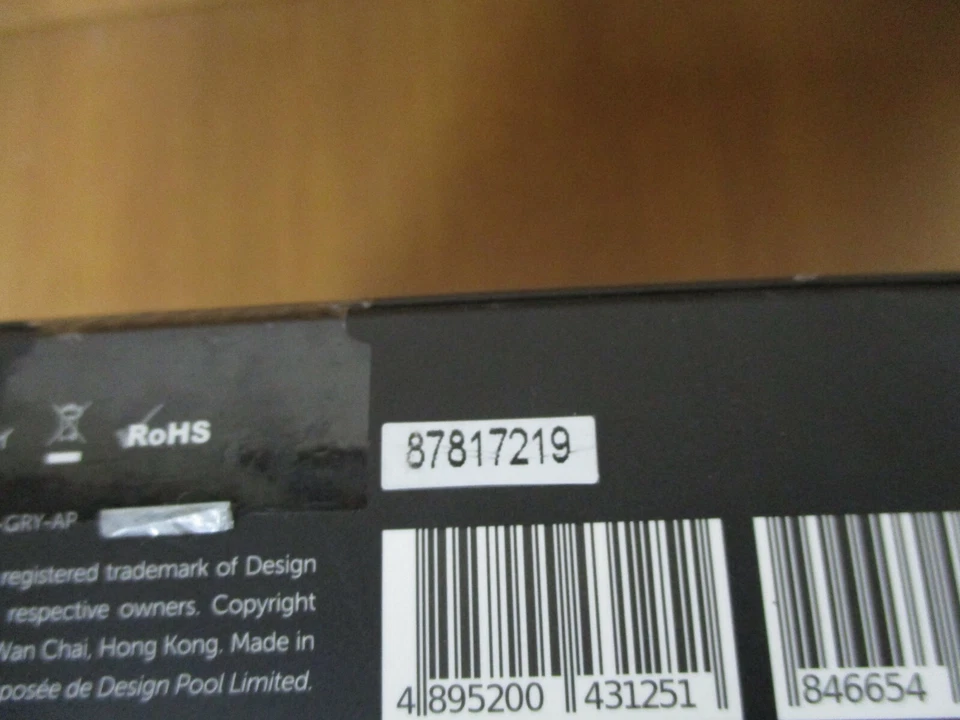 RoHS
87817219
-GRY-AP
registered trademark of Design
respective owners. Copyright
Wan Chai, Hong Kong. Made in
posée de Design Pool Limited.
4 895200 431251
846654